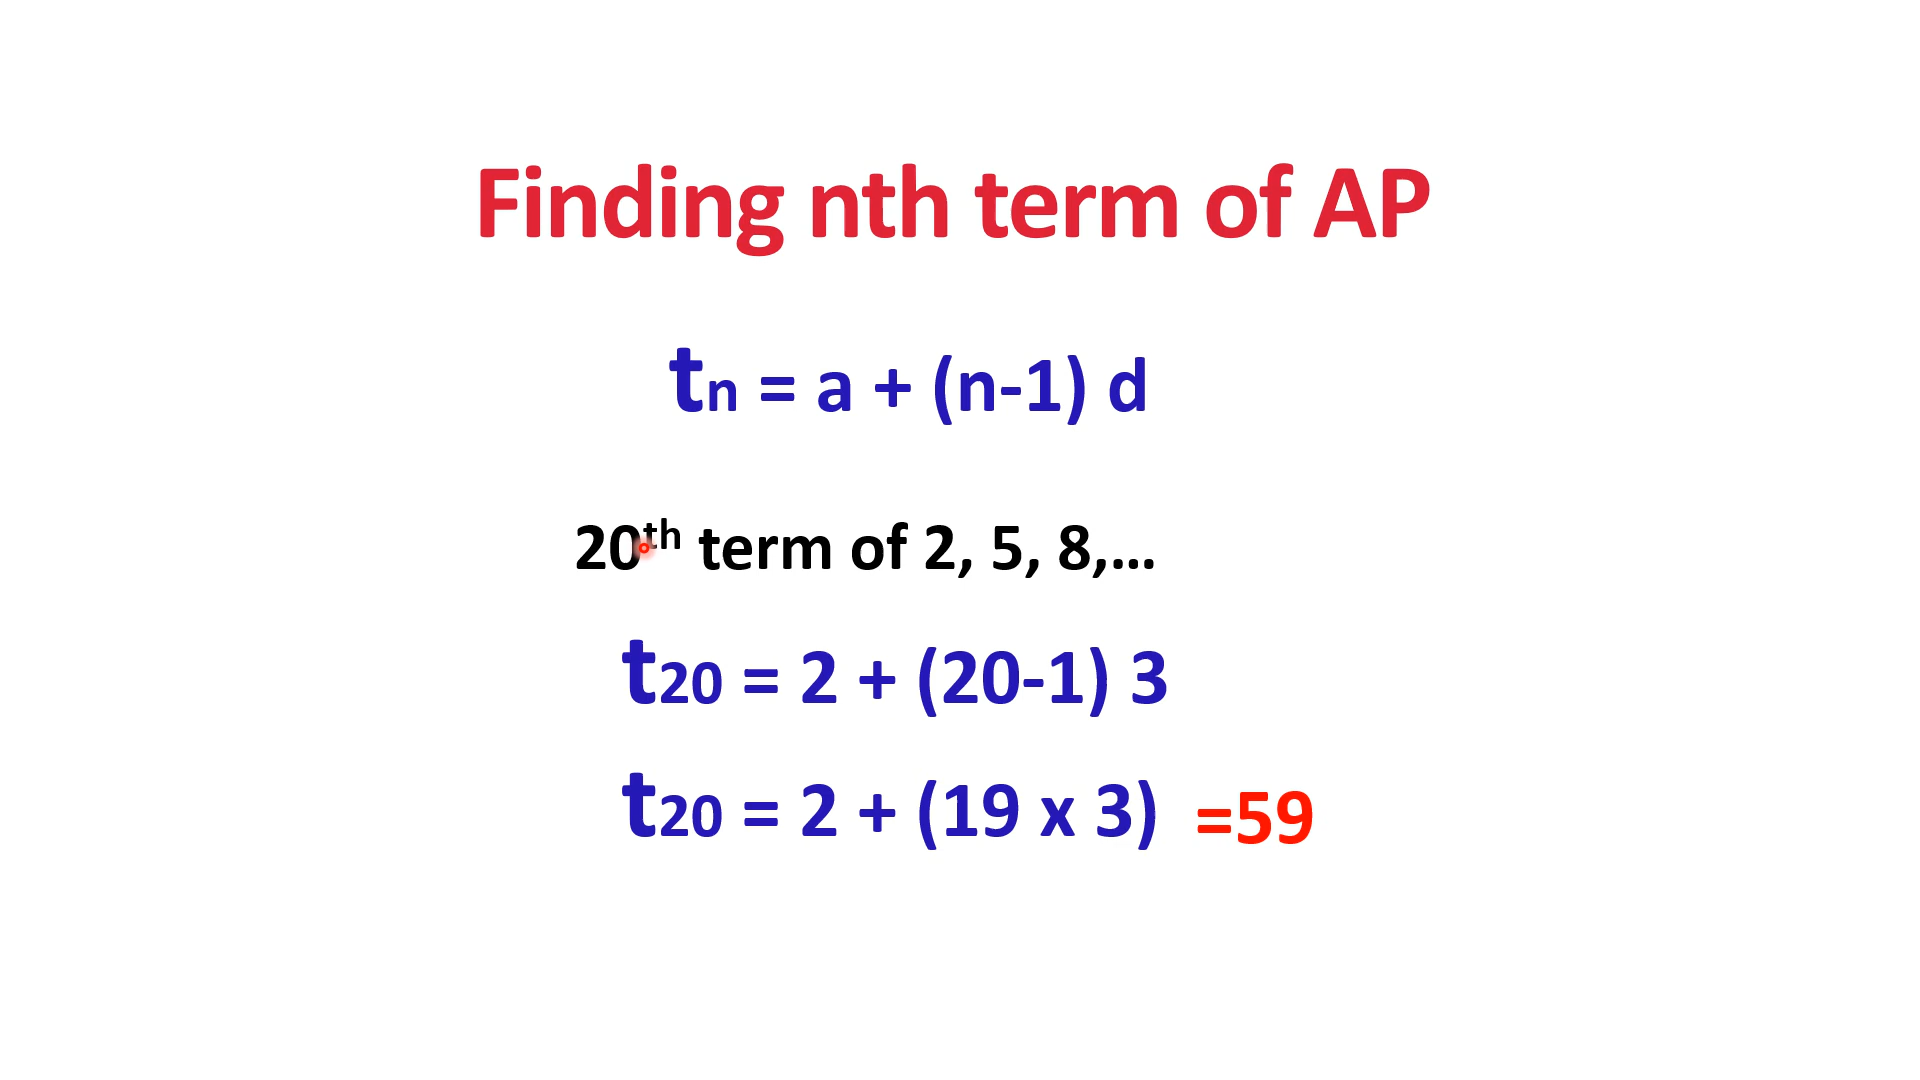 Finding nth term of AP
tn = a + (n-1) d
20th term of 2, 5, 8,...
t20 = 2 + (20-1) 3
t20 = 2 + (19 x 3) =59